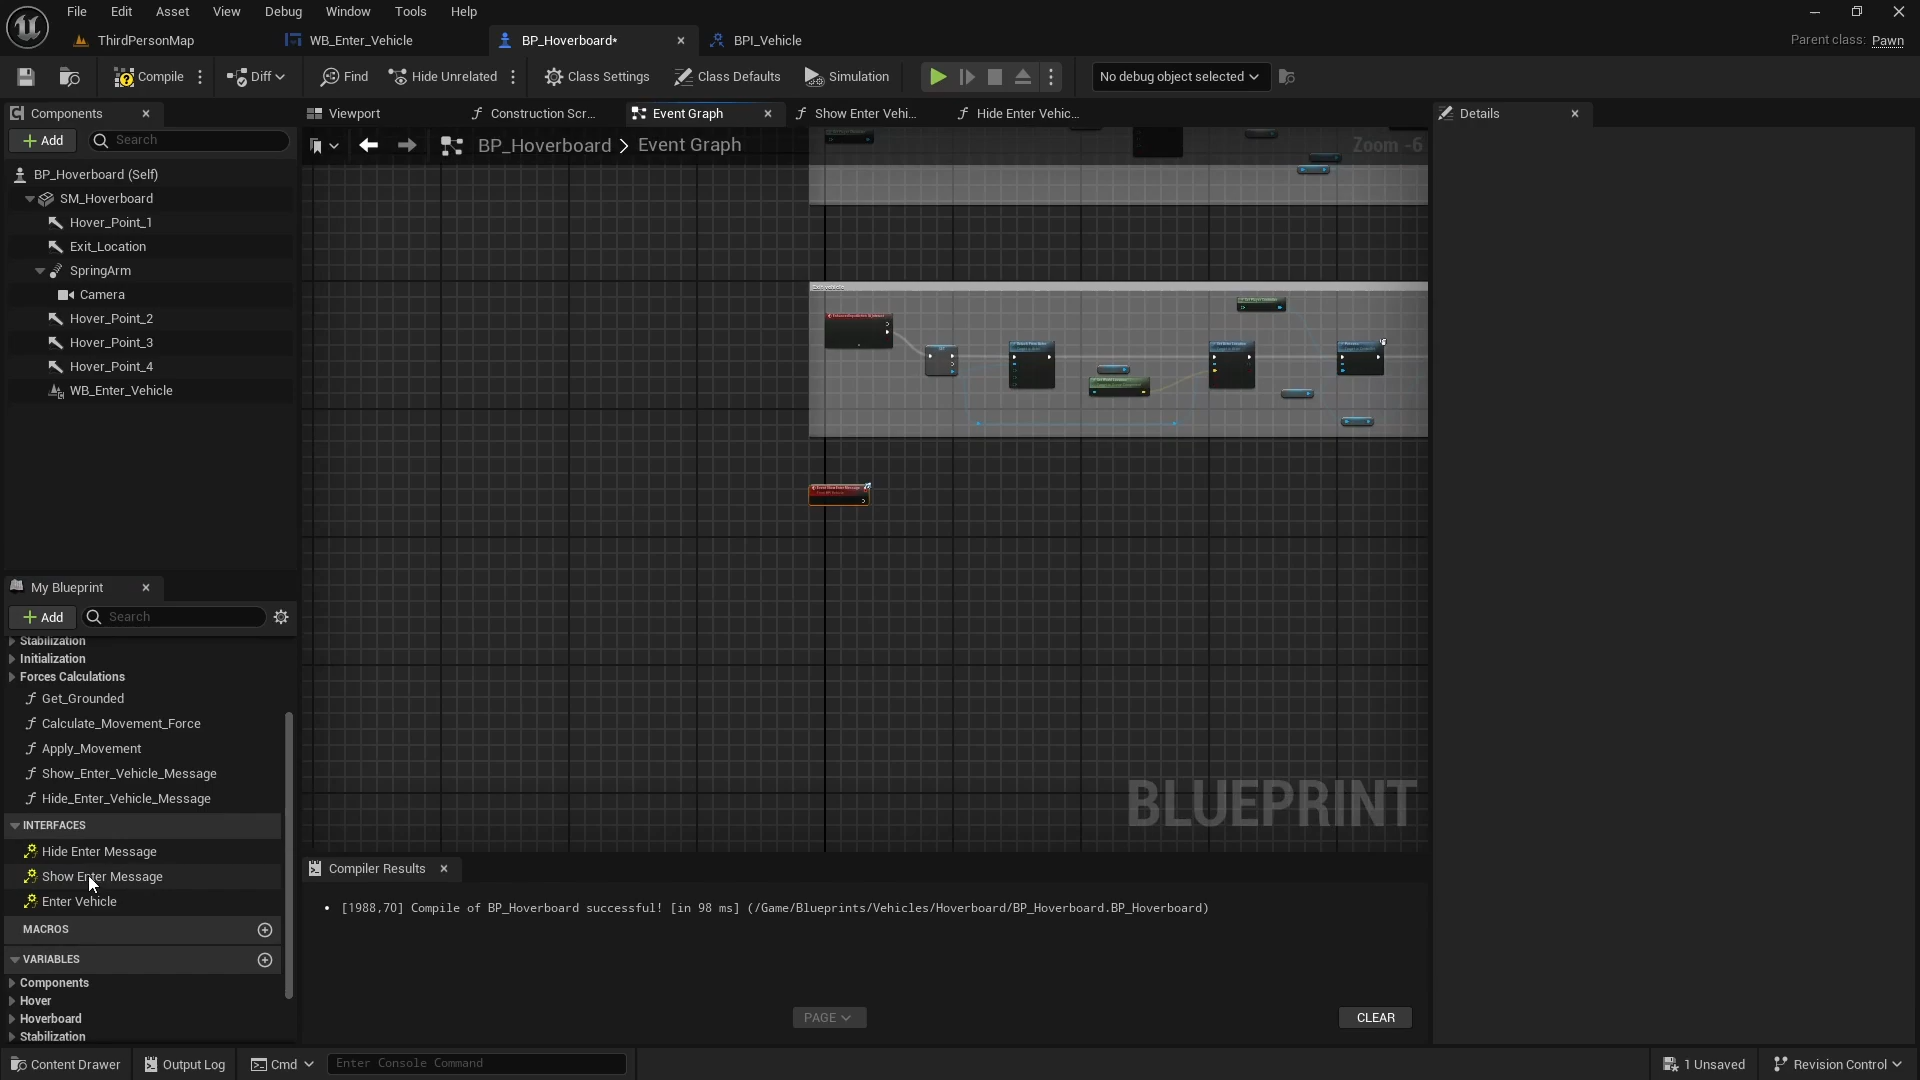 File Edit Asset View Debug Window Tools Help
ThirdPersonMap WB_Enter_Vehicle BP_Hoverboard* BPI_Vehicle Parent class: Pawn
Compile Diff Find Hide Unrelated Class Settings Class Defaults Simulation No debug object selected
Components Viewport Construction Scr... Event Graph Show Enter Vehi... Hide Enter Vehic... Details
Add Search BP_Hoverboard > Event Graph Zoom -6
BP_Hoverboard (Self)
SM_Hoverboard
Hover_Point_1
Exit_Location
SpringArm
Camera
Hover_Point_2
Hover_Point_3
Hover_Point_4
WB_Enter_Vehicle
Exit vehicle
Event Show Enter Message
My Blueprint
Add Search
Stabilization
Initialization
Forces Calculations
Get_Grounded
Calculate_Movement_Force
Apply_Movement
Show_Enter_Vehicle_Message
Hide_Enter_Vehicle_Message
INTERFACES
Hide Enter Message
Show Enter Message
Enter Vehicle
MACROS
VARIABLES
Components
Hover
Hoverboard
Stabilization
BLUEPRINT
Compiler Results
[1988,70] Compile of BP_Hoverboard successful! [in 98 ms] (/Game/Blueprints/Vehicles/Hoverboard/BP_Hoverboard.BP_Hoverboard)
PAGE CLEAR
Content Drawer Output Log Cmd Enter Console Command 1 Unsaved Revision Control